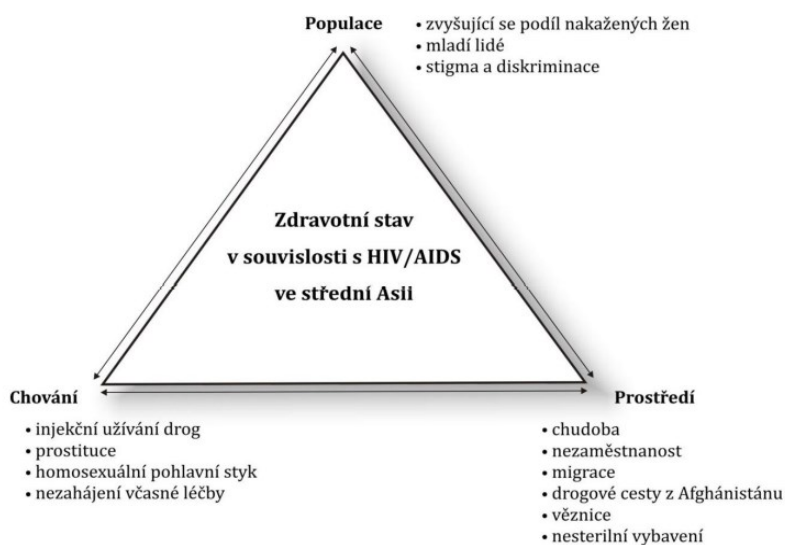 Populace
• zvyšující se podíl nakažených žen
• mladí lidé
• stigma a diskriminace
Zdravotní stav
v souvislosti s HIV/AIDS
ve střední Asii
Chování
• injekční užívání drog
• prostituce
• homosexuální pohlavní styk
• nezahájení včasné léčby
Prostředí
• chudoba
• nezaměstnanost
• migrace
• drogové cesty z Afghánistánu
• věznice
• nesterilní vybavení